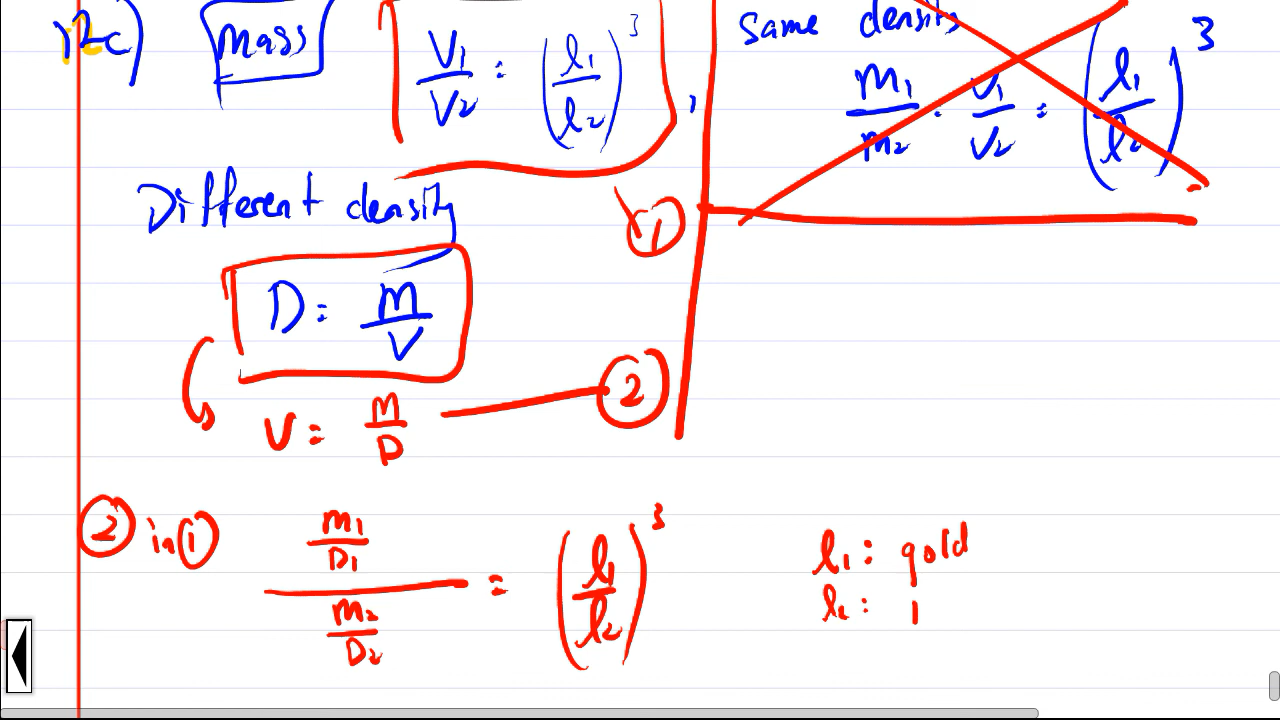 12c) Mass V₁/V₂ = (l₁/l₂)³ ,
Different density
①
D = m/V
V = M/D ②
same density
m₁/m₂ = V₁/V₂ = (l₁/l₂)³
② in ① (m₁/D₁)/(m₂/D₂) = (l₁/l₂)³
l₁ : gold
l₂ : 1